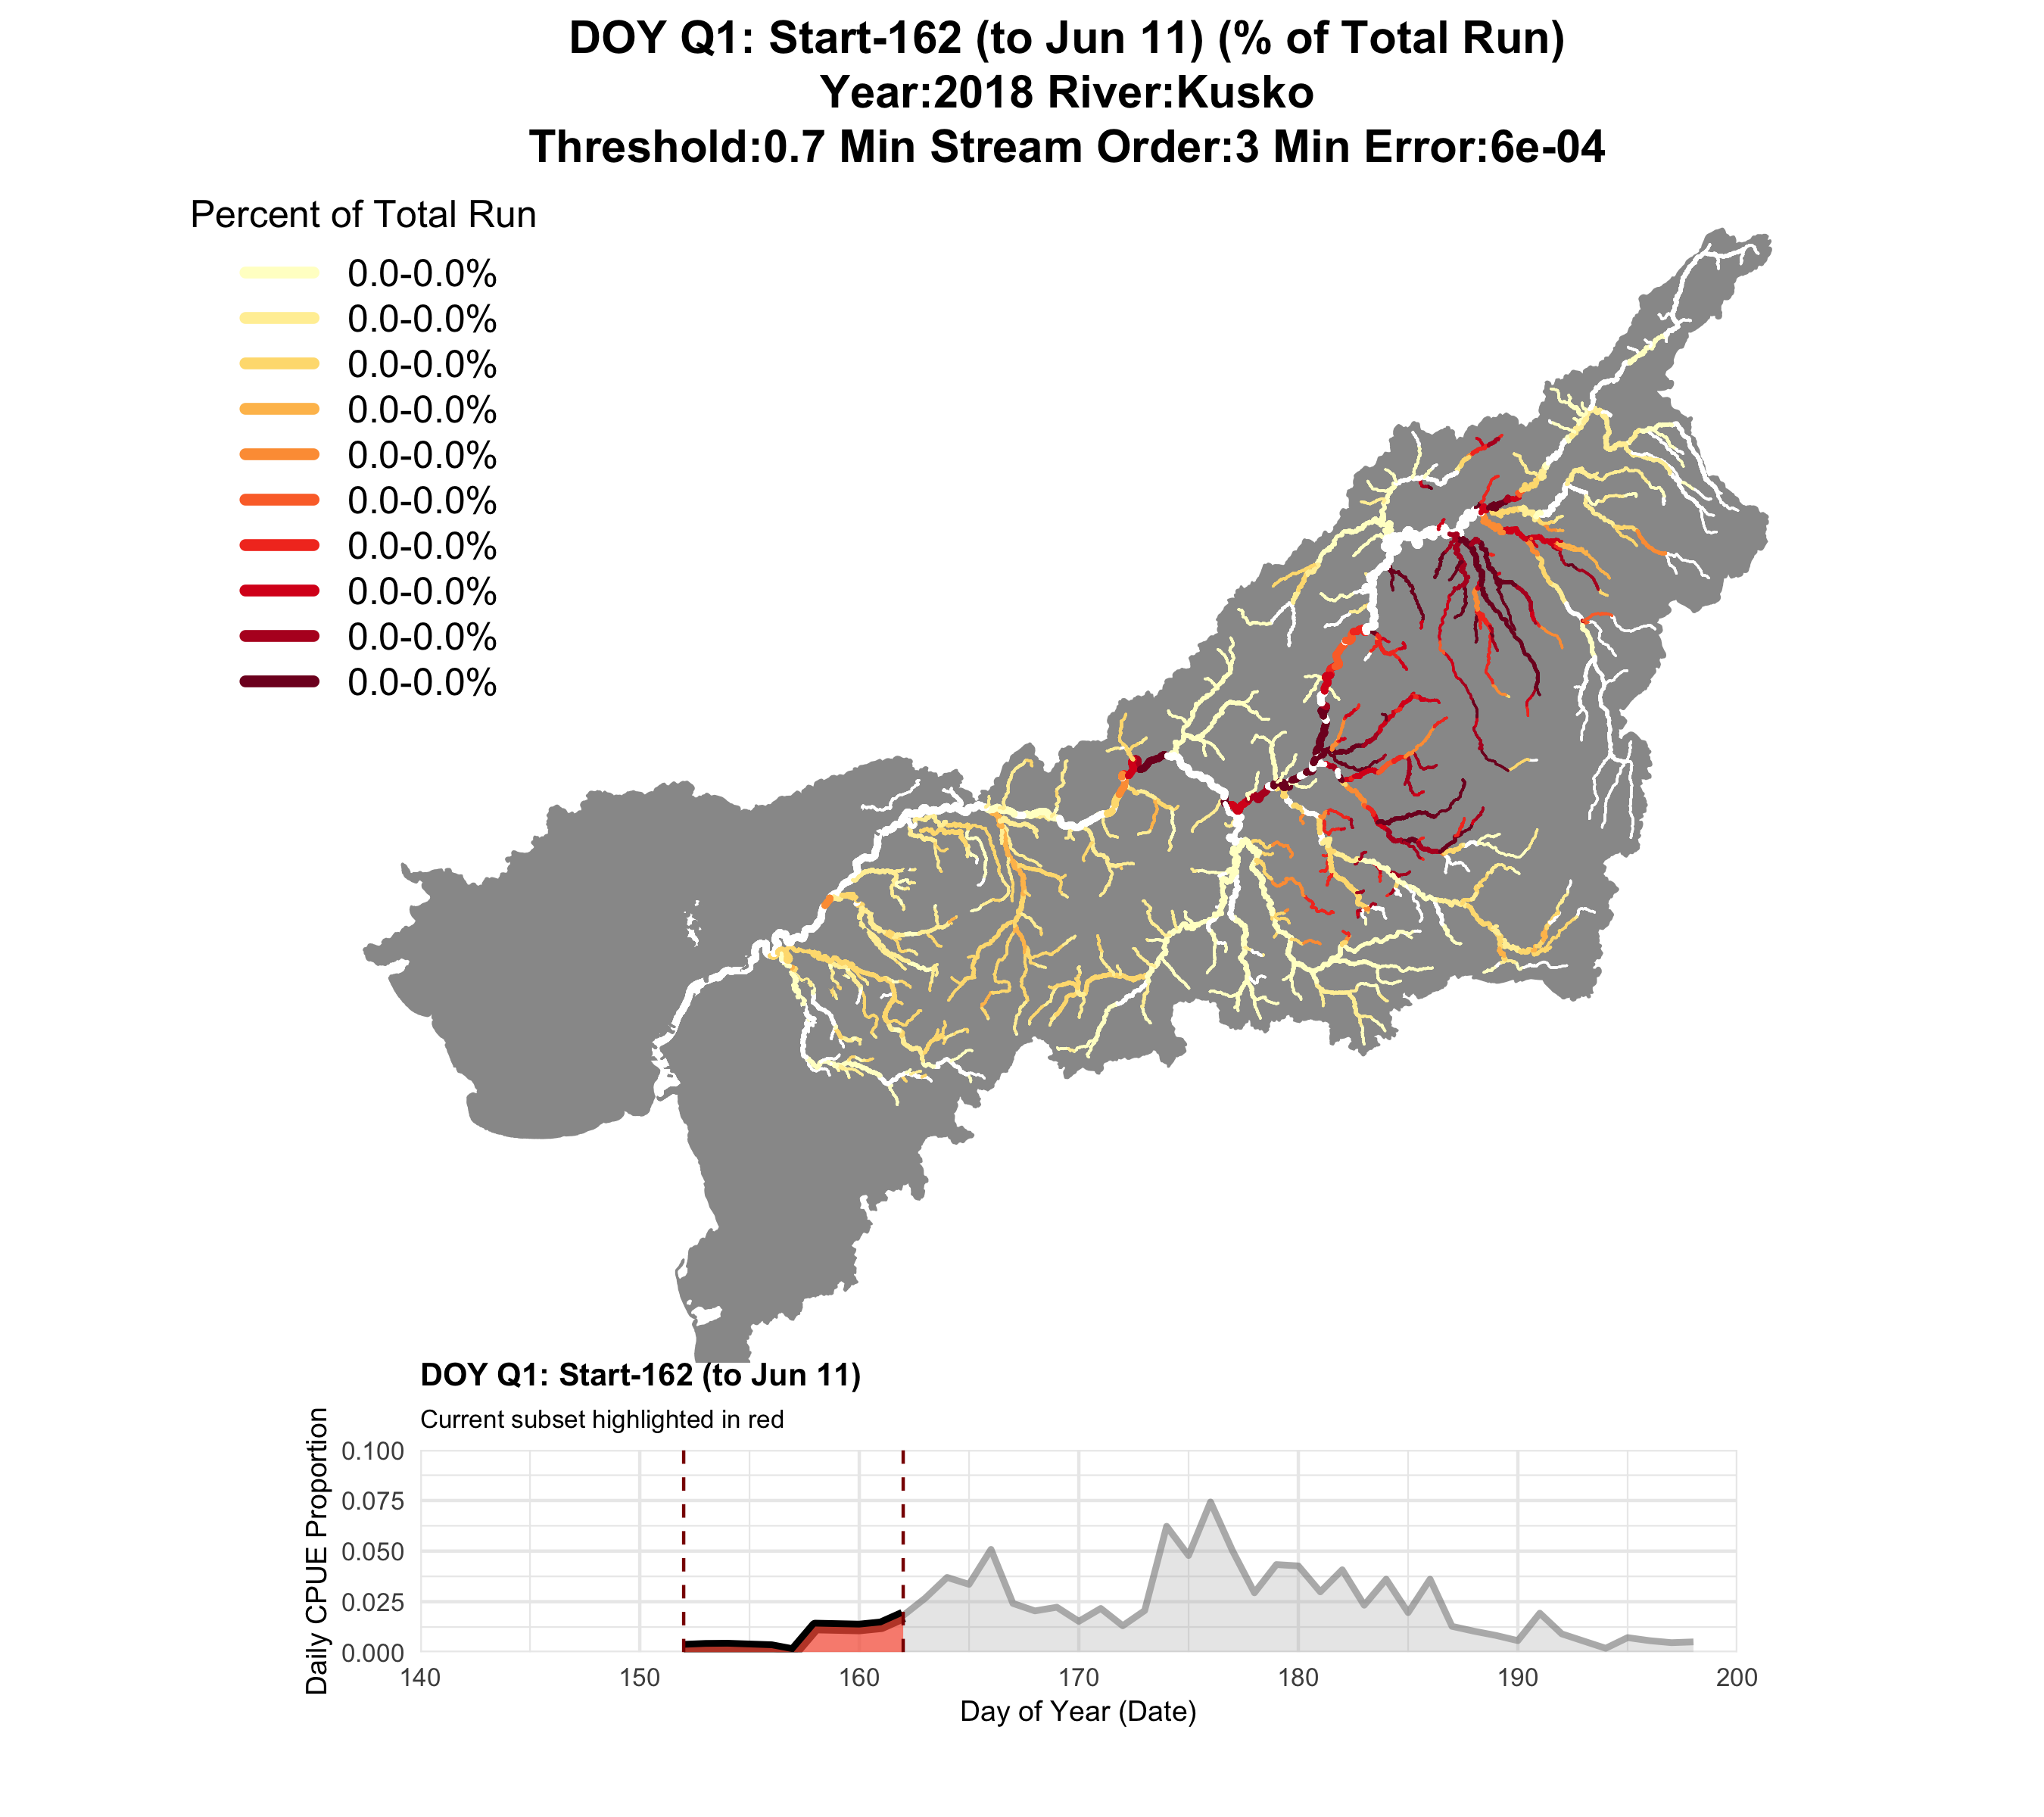 DOY Q1: Start-162 (to Jun 11) (% of Total Run)
Year:2018 River:Kusko
Threshold:0.7 Min Stream Order:3 Min Error:6e-04
Percent of Total Run
0.0-0.0%
0.0-0.0%
0.0-0.0%
0.0-0.0%
0.0-0.0%
0.0-0.0%
0.0-0.0%
0.0-0.0%
0.0-0.0%
0.0-0.0%
DOY Q1: Start-162 (to Jun 11)
Current subset highlighted in red
Daily CPUE Proportion
0.100
0.075
0.050
0.025
0.000
140 150 160 170 180 190 200
Day of Year (Date)